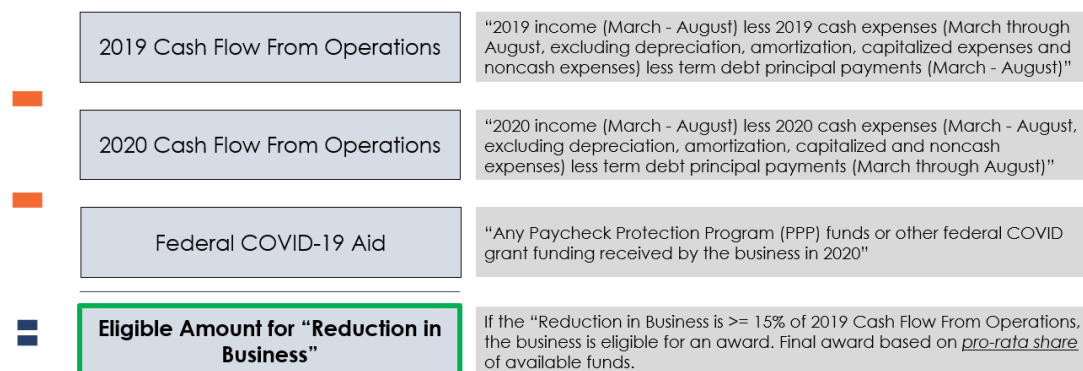 2019 Cash Flow From Operations
“2019 income (March - August) less 2019 cash expenses (March through
August, excluding depreciation, amortization, capitalized expenses and
noncash expenses) less term debt principal payments (March - August)”
2020 Cash Flow From Operations
“2020 income (March - August) less 2020 cash expenses (March - August,
excluding depreciation, amortization, capitalized and noncash
expenses) less term debt principal payments (March through August)”
Federal COVID-19 Aid
“Any Paycheck Protection Program (PPP) funds or other federal COVID
grant funding received by the business in 2020”
Eligible Amount for “Reduction in
Business”
If the “Reduction in Business is >= 15% of 2019 Cash Flow From Operations,
the business is eligible for an award. Final award based on pro-rata share
of available funds.